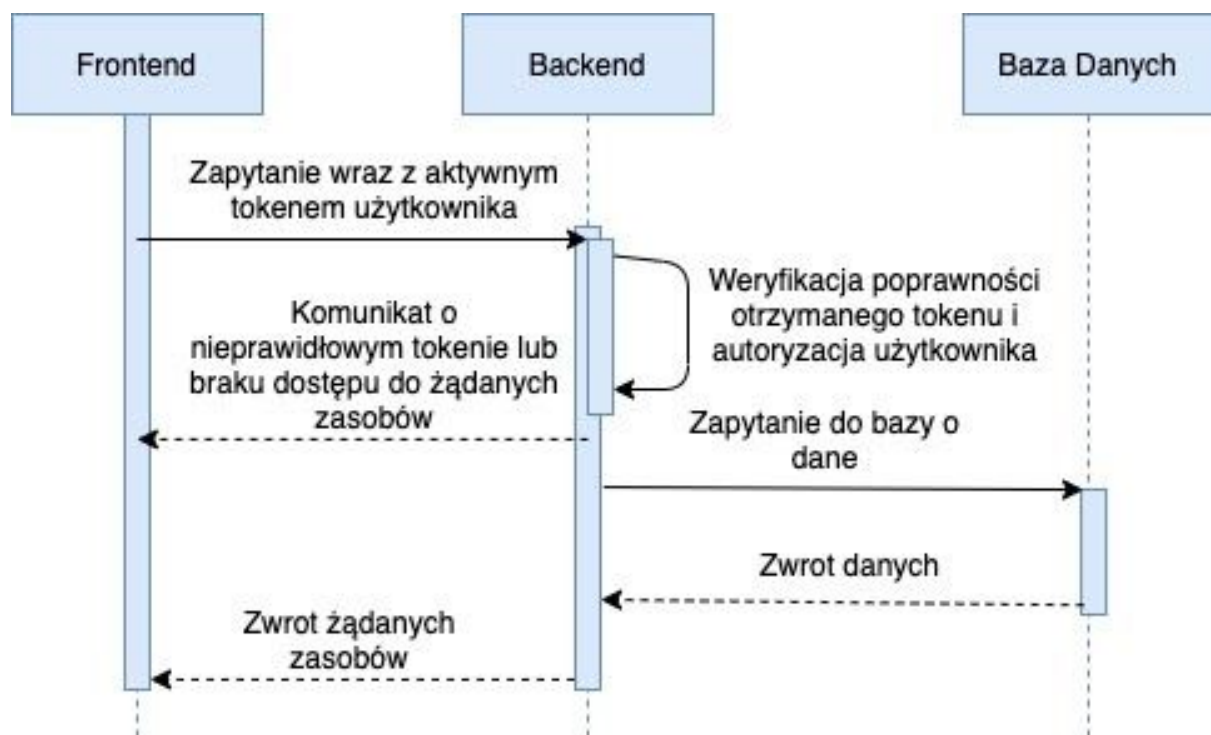 Frontend
Backend
Baza Danych
Zapytanie wraz z aktywnym
tokenem użytkownika
Weryfikacja poprawności
otrzymanego tokenu i
autoryzacja użytkownika
Komunikat o
nieprawidłowym tokenie lub
braku dostępu do żądanych
zasobów
Zapytanie do bazy o
dane
Zwrot danych
Zwrot żądanych
zasobów